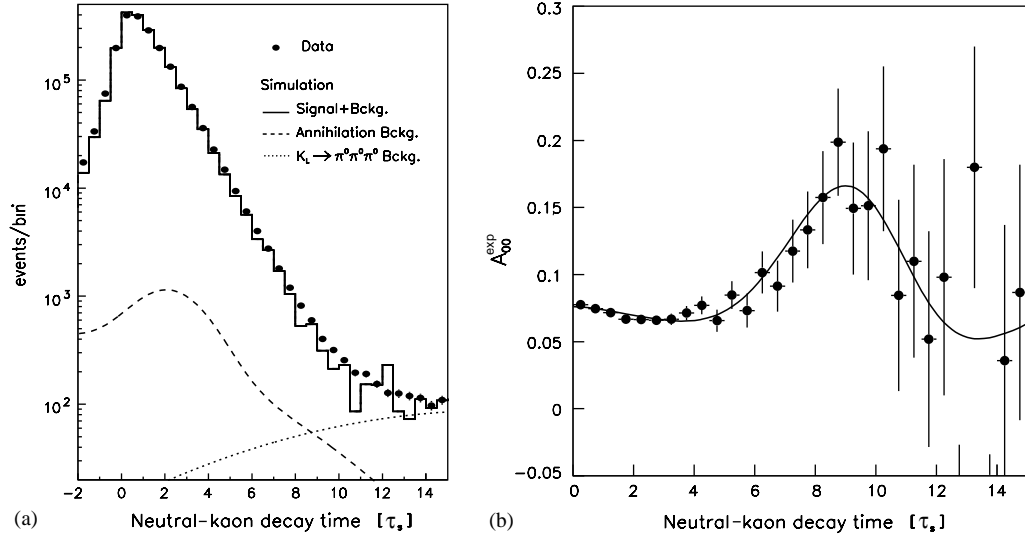 10⁵
10⁴
10³
10²
events/bin
Data
Simulation
Signal+Bckg.
Annihilation Bckg.
K_L → π⁰π⁰π⁰ Bckg.
−2 0 2 4 6 8 10 12 14
(a)
Neutral-kaon decay time [τ_s]
0.3
0.25
0.2
0.15
0.1
0.05
0
−0.05
A₀₀^exp
0 2 4 6 8 10 12 14
(b)
Neutral-kaon decay time [τ_s]